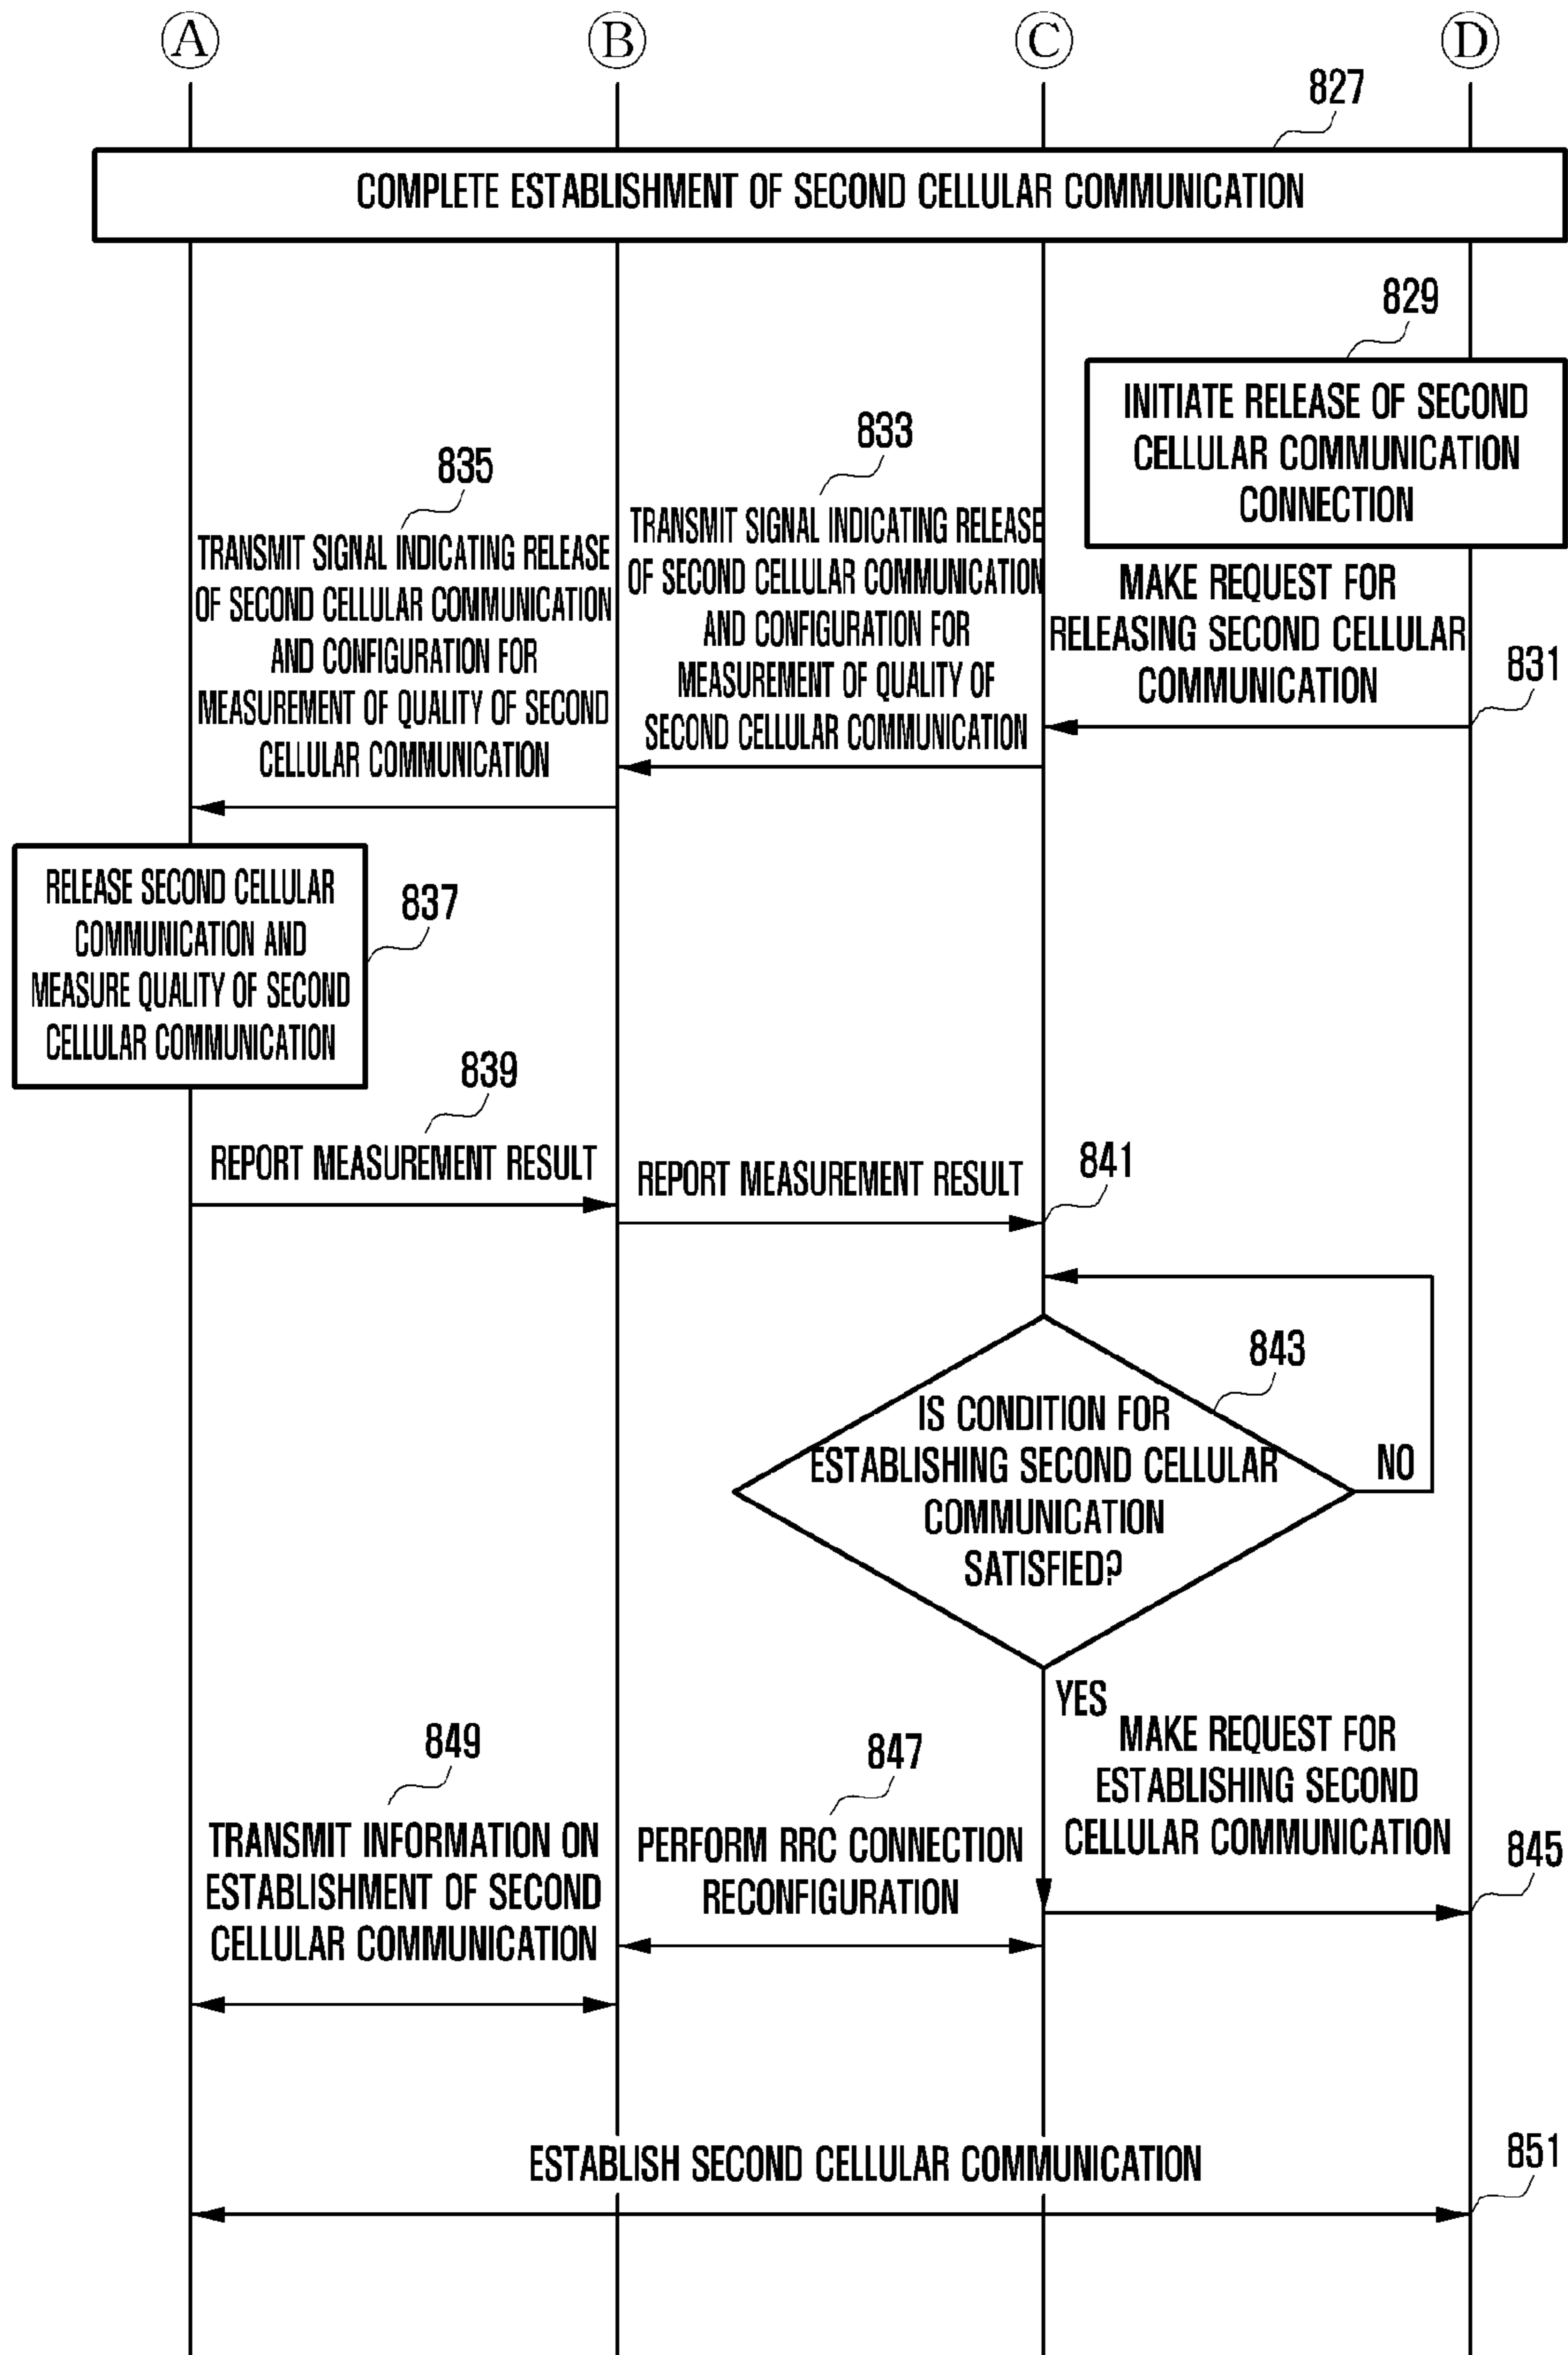 A B C D
827
COMPLETE ESTABLISHMENT OF SECOND CELLULAR COMMUNICATION
829
INITIATE RELEASE OF SECOND
CELLULAR COMMUNICATION
CONNECTION
833
835
TRANSMIT SIGNAL INDICATING RELEASE
OF SECOND CELLULAR COMMUNICATION
AND CONFIGURATION FOR
MEASUREMENT OF QUALITY OF SECOND
CELLULAR COMMUNICATION
TRANSMIT SIGNAL INDICATING RELEASE
OF SECOND CELLULAR COMMUNICATION
AND CONFIGURATION FOR
MEASUREMENT OF QUALITY OF
SECOND CELLULAR COMMUNICATION
MAKE REQUEST FOR
RELEASING SECOND CELLULAR
COMMUNICATION
831
RELEASE SECOND CELLULAR
COMMUNICATION AND
MEASURE QUALITY OF SECOND
CELLULAR COMMUNICATION
837
839
REPORT MEASUREMENT RESULT
REPORT MEASUREMENT RESULT
841
843
IS CONDITION FOR
ESTABLISHING SECOND CELLULAR
COMMUNICATION
SATISFIED?
NO
YES
MAKE REQUEST FOR
ESTABLISHING SECOND
CELLULAR COMMUNICATION
845
847
PERFORM RRC CONNECTION
RECONFIGURATION
849
TRANSMIT INFORMATION ON
ESTABLISHMENT OF SECOND
CELLULAR COMMUNICATION
ESTABLISH SECOND CELLULAR COMMUNICATION
851